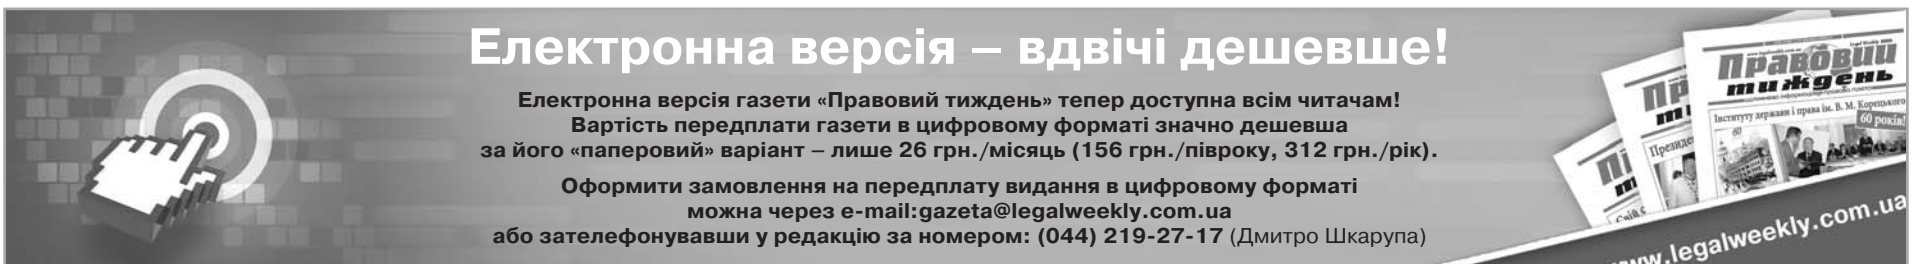 Електронна версія – вдвічі дешевше!
Електронна версія газети «Правовий тиждень» тепер доступна всім читачам!
Вартість передплати газети в цифровому форматі значно дешевша
за його «паперовий» варіант – лише 26 грн./місяць (156 грн./півроку, 312 грн./рік).
Оформити замовлення на передплату видання в цифровому форматі
можна через e-mail:gazeta@legalweekly.com.ua
або зателефонувавши у редакцію за номером: (044) 219-27-17 (Дмитро Шкарупа)
Правовий
тиждень
Інституту держави і права ім. В. М. Корецького
60 років!
www.legalweekly.com.ua